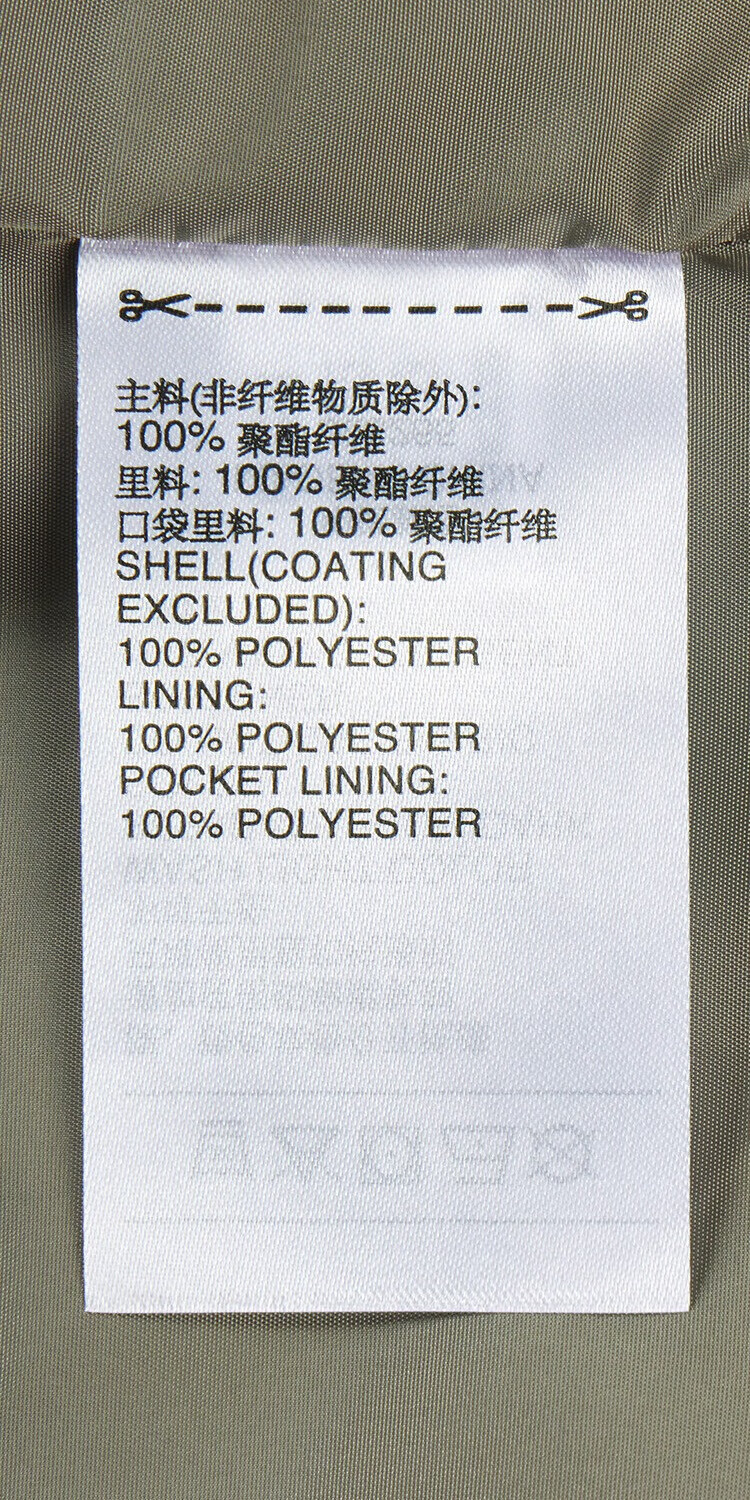 主料(非纤维物质除外):
100% 聚酯纤维
里料: 100% 聚酯纤维
口袋里料: 100% 聚酯纤维
SHELL(COATING
EXCLUDED):
100% POLYESTER
LINING:
100% POLYESTER
POCKET LINING:
100% POLYESTER